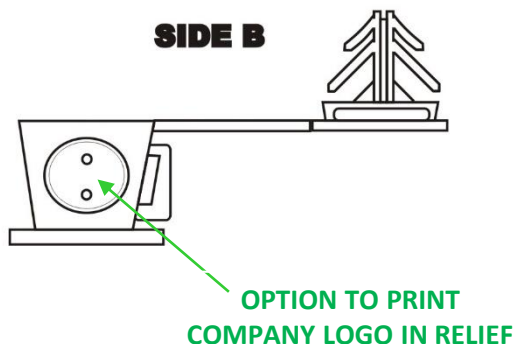 SIDE B
OPTION TO PRINT
COMPANY LOGO IN RELIEF